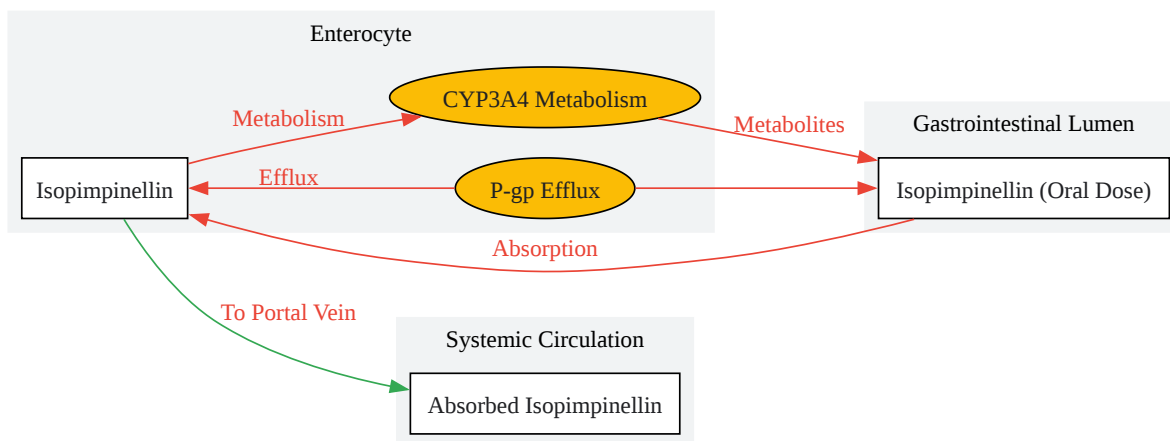 Enterocyte
CYP3A4 Metabolism
Metabolism
Metabolites
Gastrointestinal Lumen
Isopimpinellin
Efflux
P-gp Efflux
Isopimpinellin (Oral Dose)
Absorption
To Portal Vein
Systemic Circulation
Absorbed Isopimpinellin